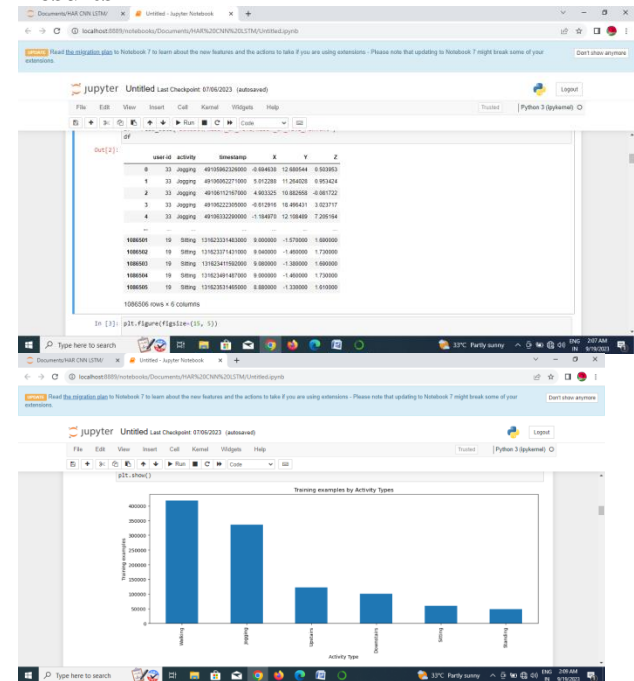 Documents/HAR CNN LSTM/ Untitled - Jupyter Notebook
localhost:8889/notebooks/Documents/HAR%20CNN%20LSTM/Untitled.ipynb
UPDATE Read the migration plan to Notebook 7 to learn about the new features and the actions to take if you are using extensions - Please note that updating to Notebook 7 might break some of your extensions. Don't show anymore
jupyter Untitled Last Checkpoint: 07/06/2023 (autosaved) Logout
File Edit View Insert Cell Kernel Widgets Help Trusted Python 3 (ipykernel)
Run Code
df
Out[2]:
user-id activity timestamp X Y Z
0 33 Jogging 49105962326000 -0.694638 12.680544 0.503953
1 33 Jogging 49106062271000 5.012288 11.264028 0.953424
2 33 Jogging 49106112167000 4.903325 10.882658 -0.081722
3 33 Jogging 49106222305000 -0.612916 18.496431 3.023717
4 33 Jogging 49106332290000 -1.184970 12.108489 7.205164
... ... ... ... ... ... ...
1086501 19 Sitting 131623331483000 9.000000 -1.570000 1.690000
1086502 19 Sitting 131623371431000 9.040000 -1.460000 1.730000
1086503 19 Sitting 131623411592000 9.080000 -1.380000 1.690000
1086504 19 Sitting 131623491487000 9.000000 -1.460000 1.730000
1086505 19 Sitting 131623531465000 8.880000 -1.330000 1.610000
1086506 rows × 6 columns
In [3]: plt.figure(figsize=(15, 5))
Type here to search 33°C Partly sunny ENG IN 2:07 AM 9/19/2023
Documents/HAR CNN LSTM/ Untitled - Jupyter Notebook
localhost:8889/notebooks/Documents/HAR%20CNN%20LSTM/Untitled.ipynb
UPDATE Read the migration plan to Notebook 7 to learn about the new features and the actions to take if you are using extensions - Please note that updating to Notebook 7 might break some of your extensions. Don't show anymore
jupyter Untitled Last Checkpoint: 07/06/2023 (autosaved) Logout
File Edit View Insert Cell Kernel Widgets Help Trusted Python 3 (ipykernel)
Run Code
plt.show()
Training examples by Activity Types
400000
350000
300000
250000
200000
150000
100000
50000
0
Training examples
Walking Jogging Upstairs Downstairs Sitting Standing
Activity Type
Type here to search 33°C Partly sunny ENG IN 2:09 AM 9/19/2023